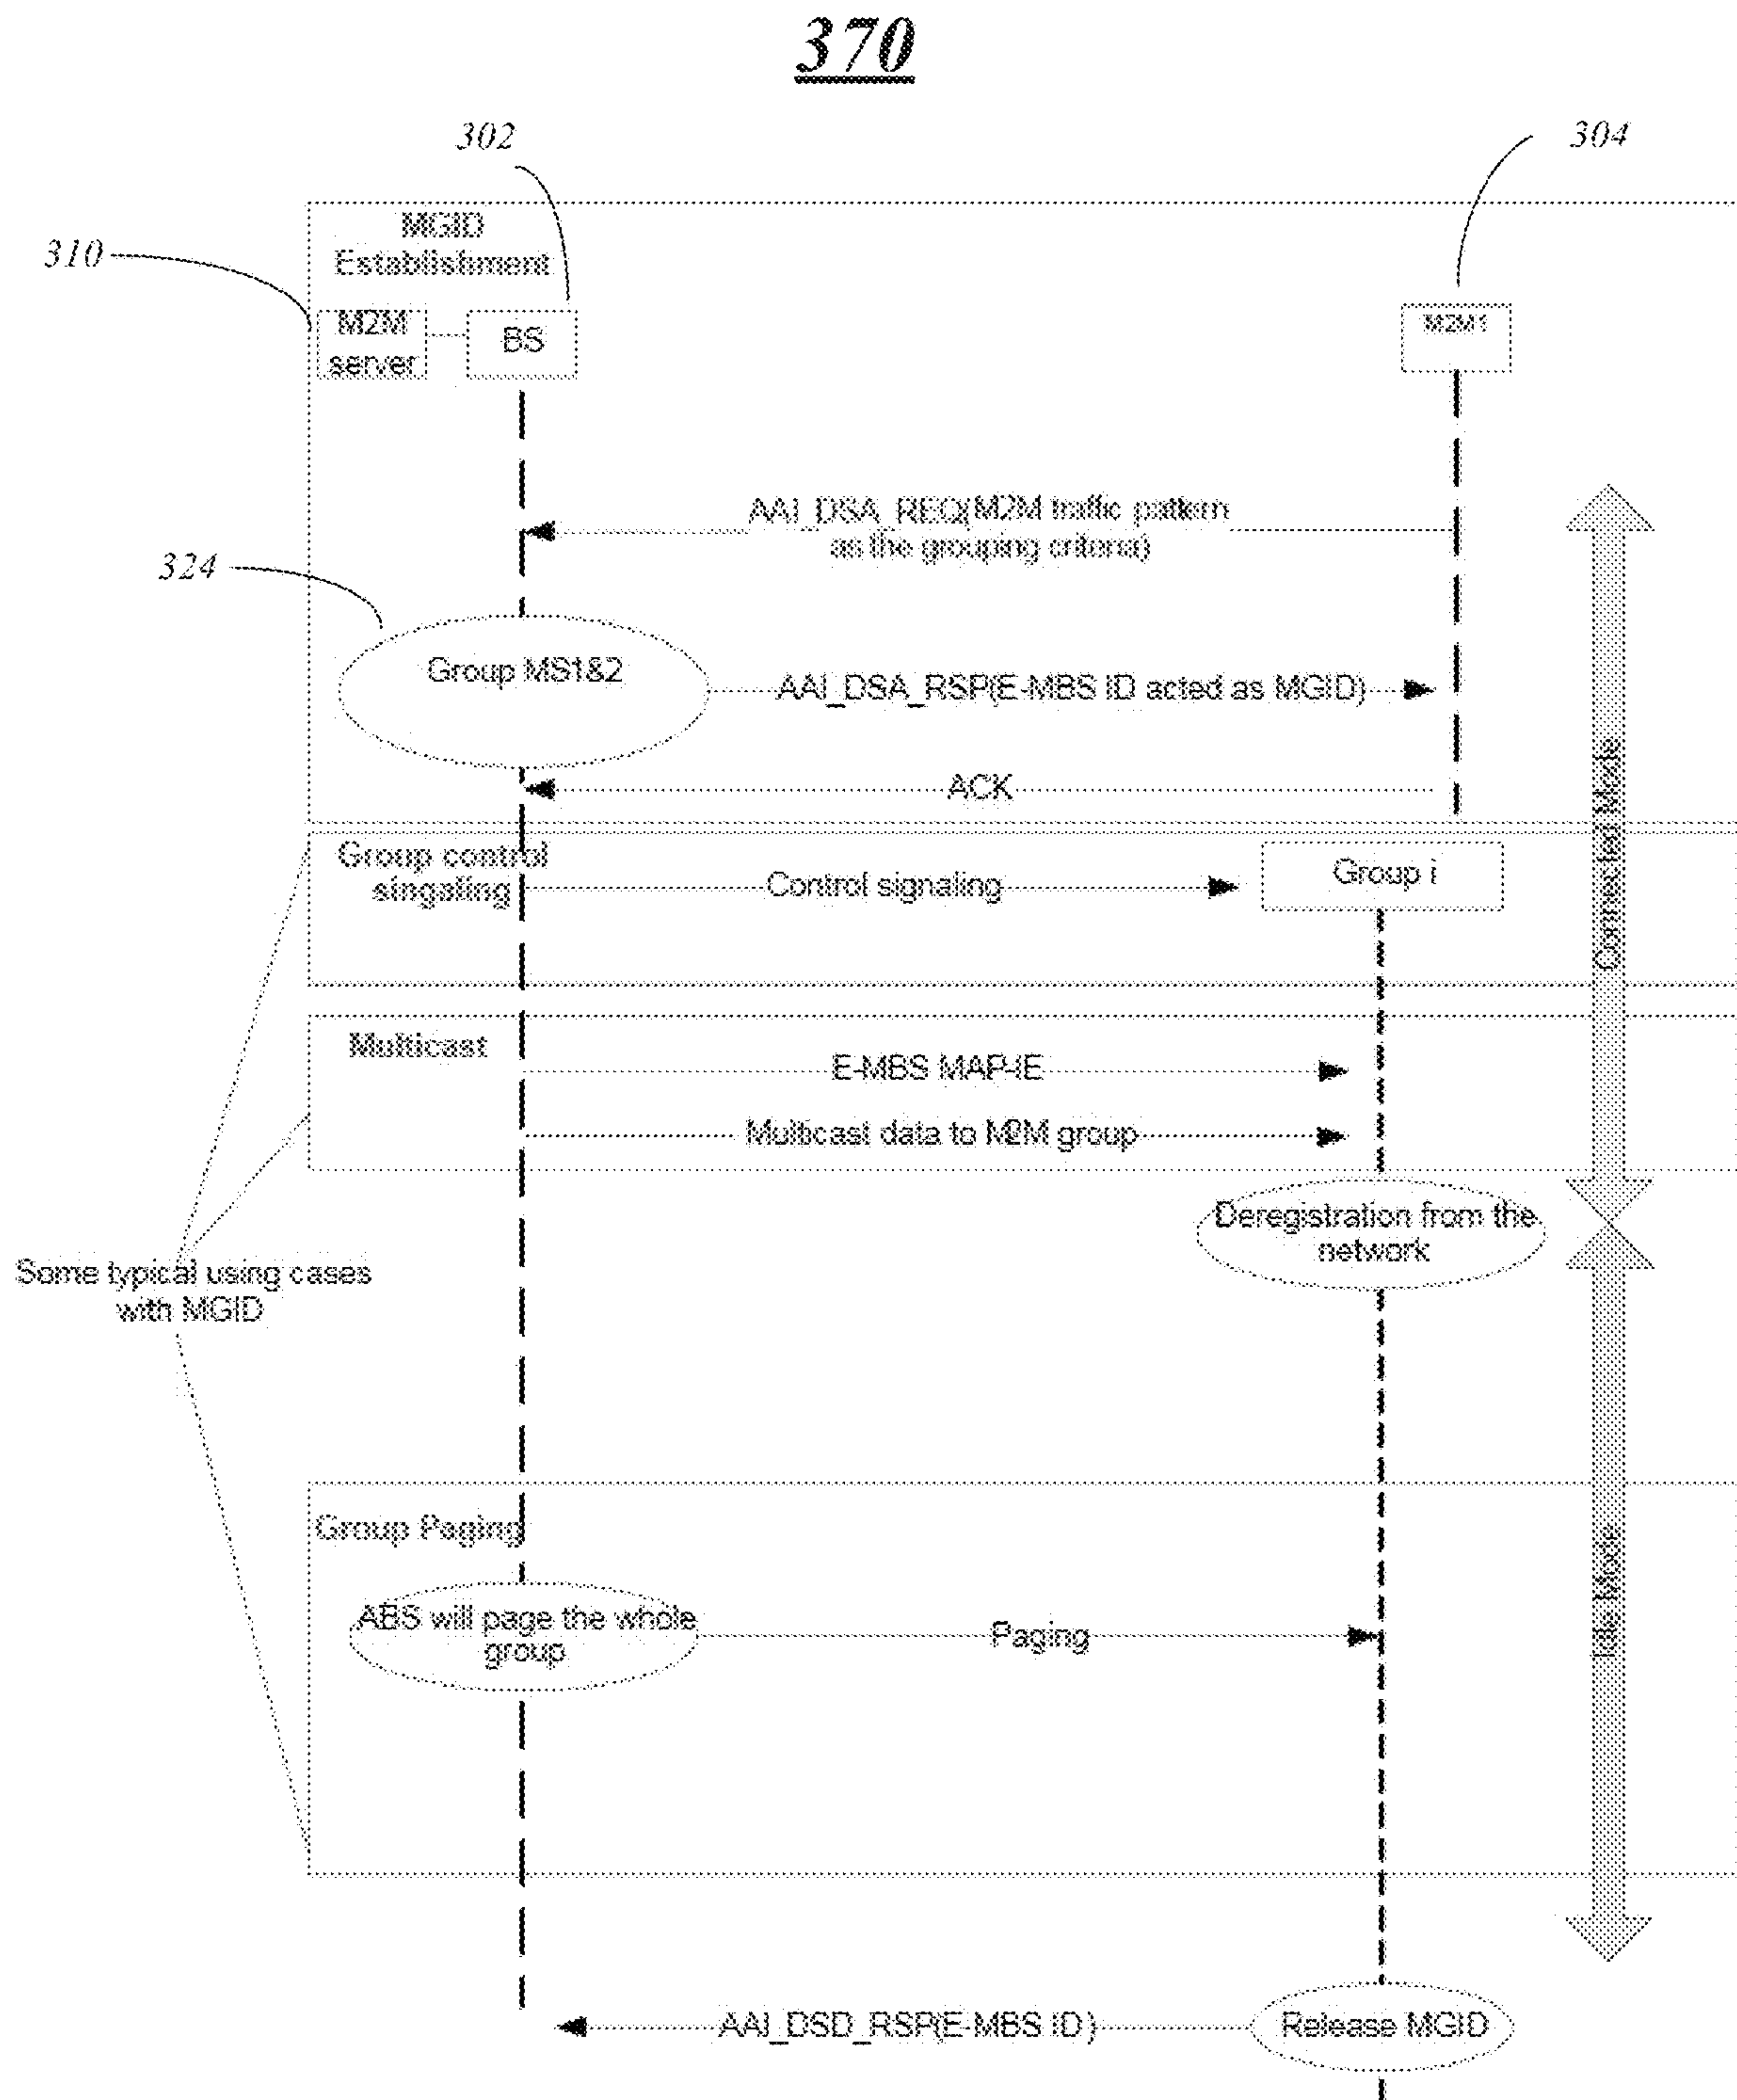 370
302
304
MGID
Establishment
310
M2M
server
BS
M2M1
AAI_DSA_REQ(M2M traffic pattern
as the grouping criteria)
324
Group MS1&2
AAI_DSA_RSP(E-MBS ID acted as MGID)
ACK
Connected Mode
Group control
singaling
Control signaling
Group i
Multicast
E-MBS MAP-IE
Multicast data to M2M group
Deregistration from the
network
Some typical using cases
with MGID
Idle Mode
Group Paging
ABS will page the whole
group
Paging
AAI_DSD_RSP(E-MBS ID)
Release MGID